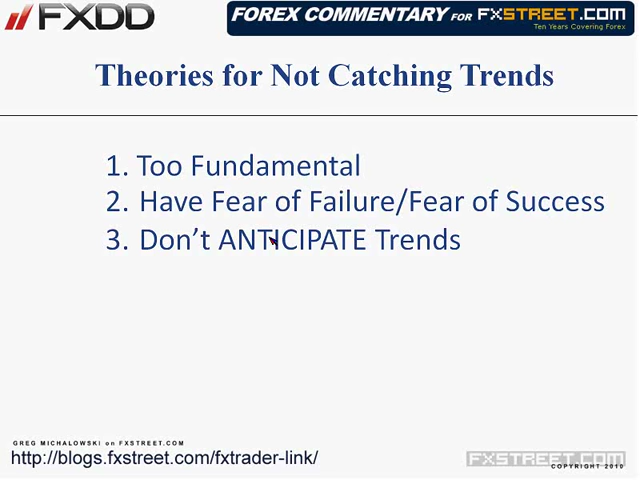 FXDD
FOREX COMMENTARY FOR FXSTREET.COM
Ten Years Covering Forex
Theories for Not Catching Trends
1. Too Fundamental
2. Have Fear of Failure/Fear of Success
3. Don't ANTICIPATE Trends
GREG MICHALOWSKI on FXSTREET.COM
http://blogs.fxstreet.com/fxtrader-link/
FXSTREET.COM
COPYRIGHT 2010